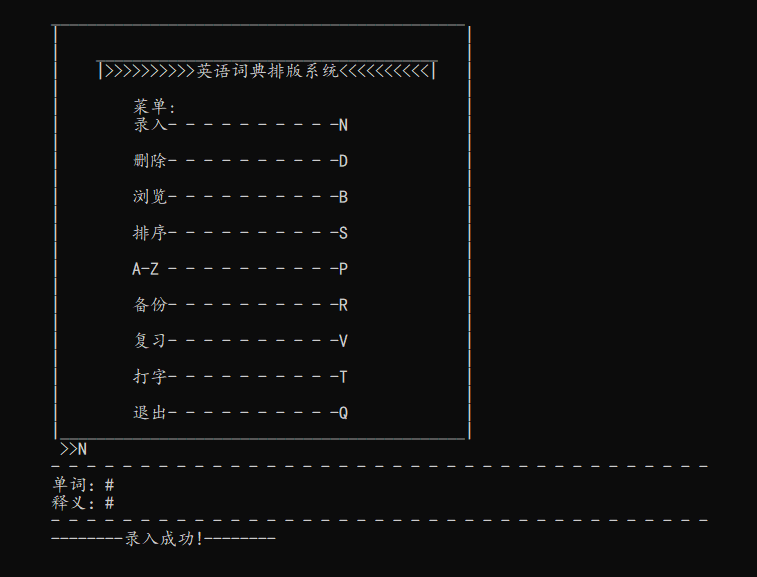 |>>>>>>>>>>英语词典排版系统<<<<<<<<<<|
菜单:
录入- - - - - - - - - -N
删除- - - - - - - - - -D
浏览- - - - - - - - - -B
排序- - - - - - - - - -S
A-Z - - - - - - - - - -P
备份- - - - - - - - - -R
复习- - - - - - - - - -V
打字- - - - - - - - - -T
退出- - - - - - - - - -Q
>>N
- - - - - - - - - - - - - - - - - - - - - - - - - - - - - - - - - - - - -
单词: #
释义: #
- - - - - - - - - - - - - - - - - - - - - - - - - - - - - - - - - - - - -
--------录入成功!--------